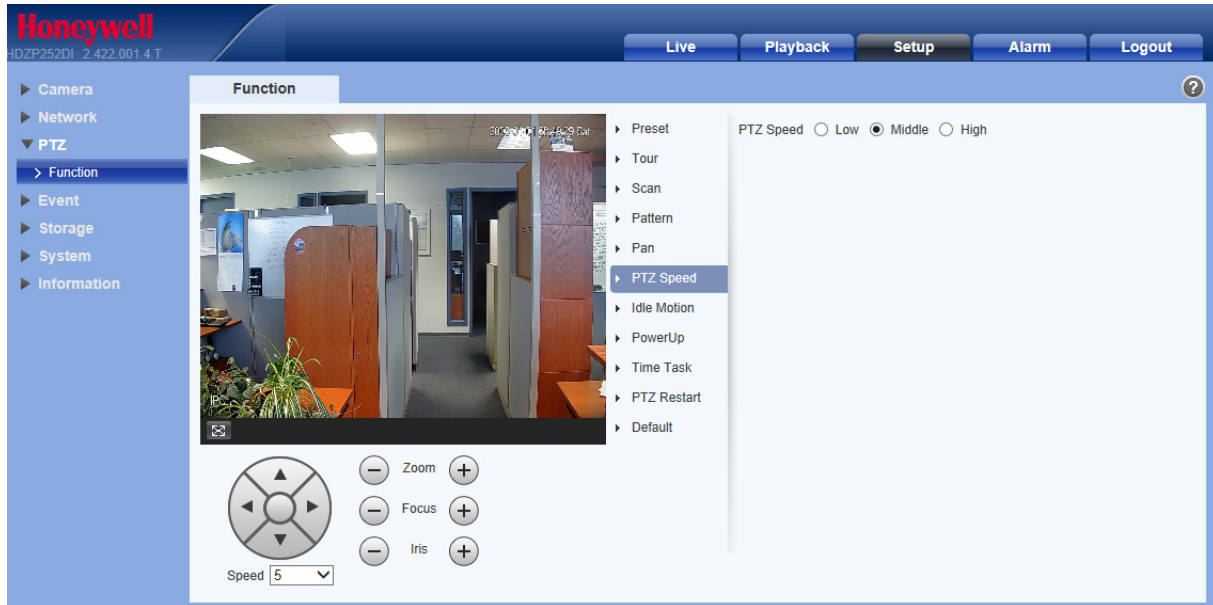 Honeywell
HDZP252DI 2.422.001.4.T
Live
Playback
Setup
Alarm
Logout
Camera
Network
PTZ
Function
Event
Storage
System
Information
Function
?
IPC
Preset
Tour
Scan
Pattern
Pan
PTZ Speed
Idle Motion
PowerUp
Time Task
PTZ Restart
Default
PTZ Speed Low Middle High
Zoom
Focus
Iris
Speed 5